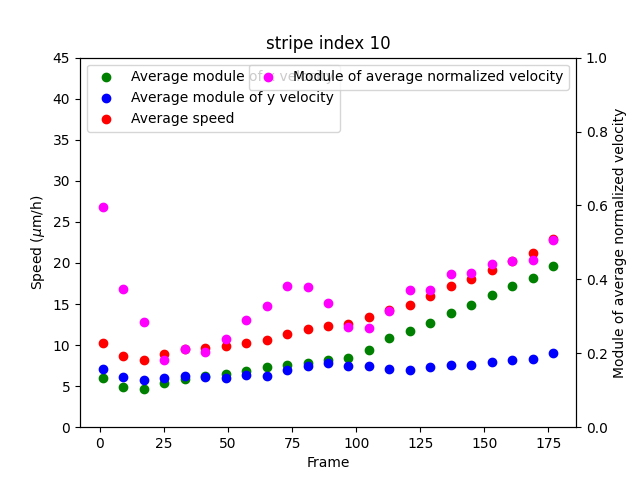 stripe index 10
Average module of x velocity
Average module of y velocity
Average speed
Module of average normalized velocity
45
40
35
30
25
20
15
10
5
0
Speed (μm/h)
1.0
0.8
0.6
0.4
0.2
0.0
Module of average normalized velocity
0 25 50 75 100 125 150 175
Frame